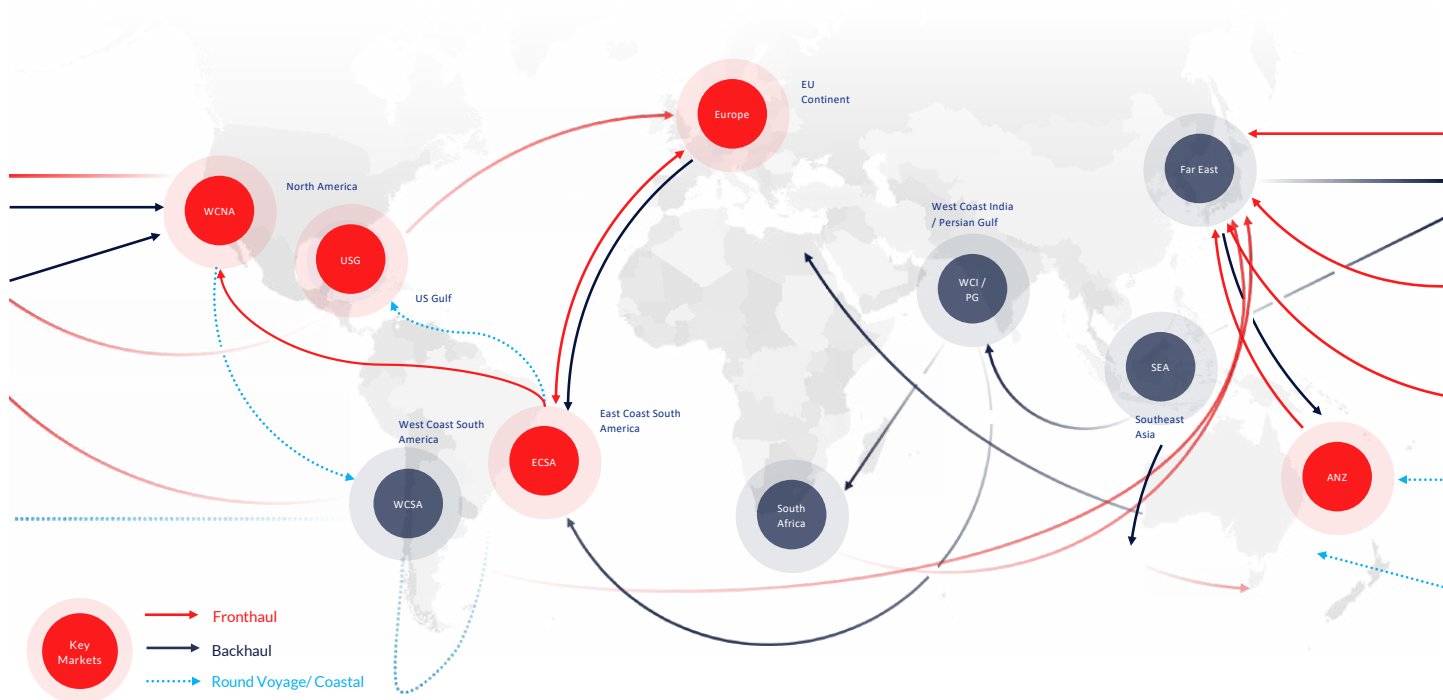 EU
Continent
Europe
Far East
North America
WCNA
West Coast India
/ Persian Gulf
USG
WCI /
PG
US Gulf
SEA
East Coast South
America
West Coast South
America
Southeast
Asia
ECSA
ANZ
WCSA
South
Africa
Key
Markets
Fronthaul
Backhaul
Round Voyage/ Coastal